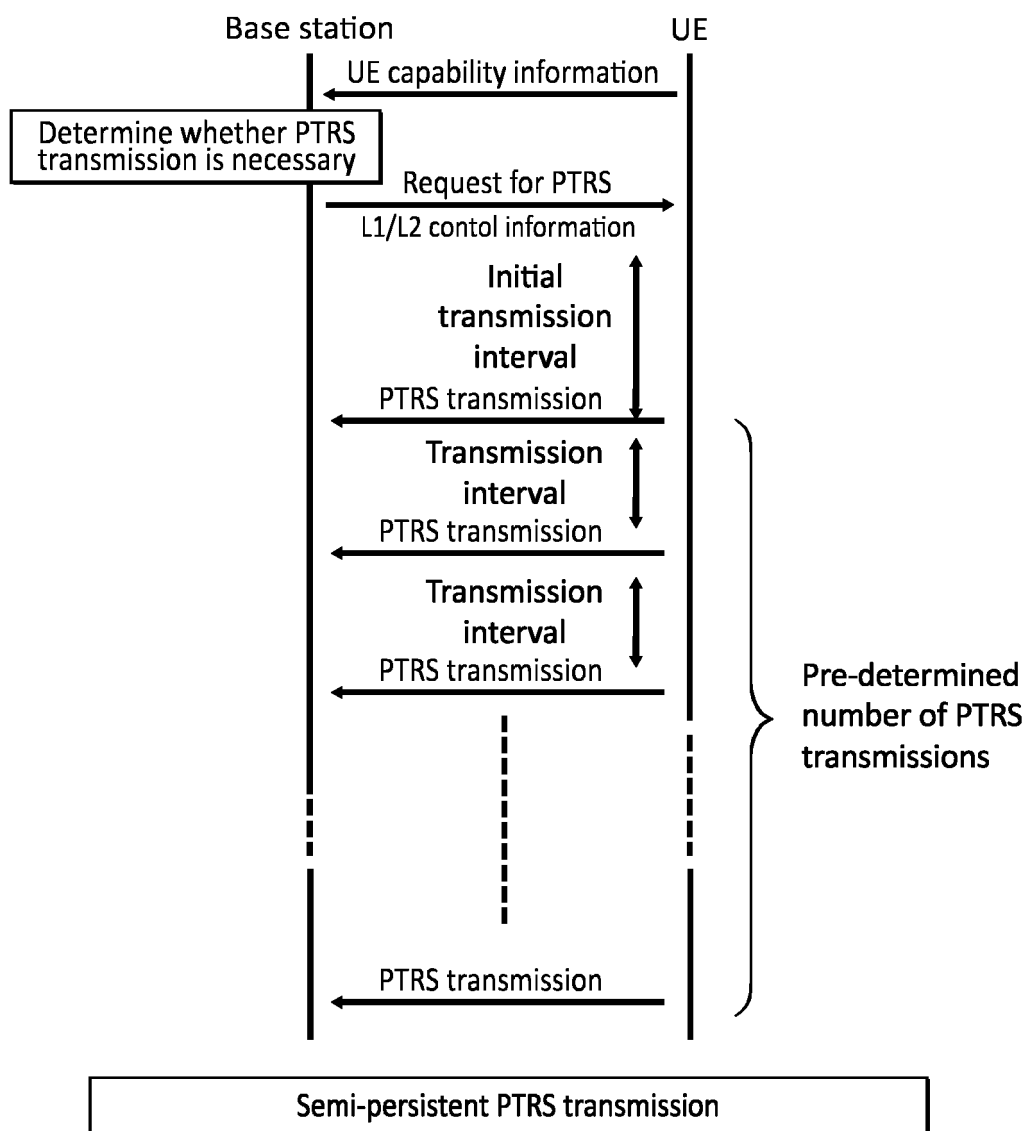 Base station
UE
UE capability information
Determine whether PTRS
transmission is necessary
Request for PTRS
L1/L2 contol information
Initial
transmission
interval
PTRS transmission
Transmission
interval
PTRS transmission
Transmission
interval
PTRS transmission
Pre-determined
number of PTRS
transmissions
PTRS transmission
Semi-persistent PTRS transmission